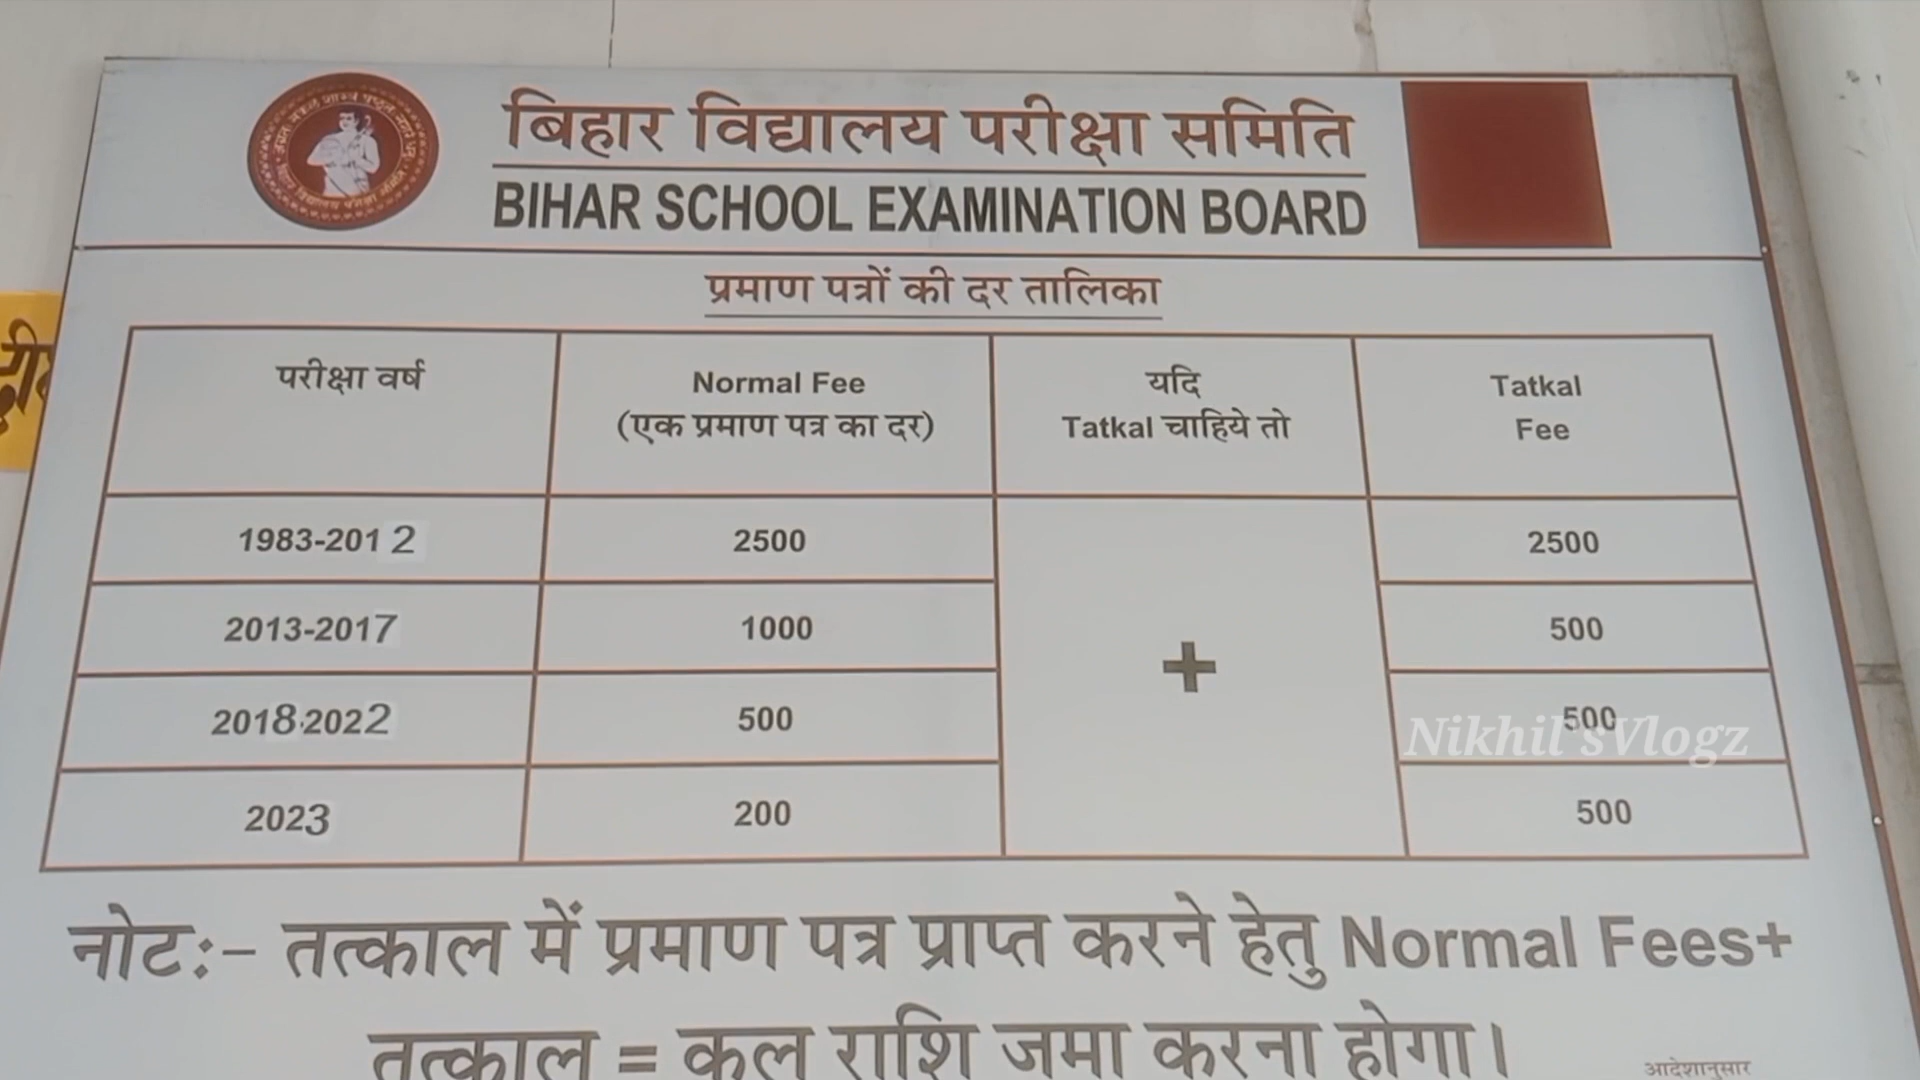 बिहार विद्यालय परीक्षा समिति
BIHAR SCHOOL EXAMINATION BOARD
प्रमाण पत्रों की दर तालिका
परीक्षा वर्ष
Normal Fee
(एक प्रमाण पत्र का दर)
यदि
Tatkal चाहिये तो
Tatkal
Fee
1983-2012 2500 2500
2013-2017 1000 500
+
2018-2022 500 500
Nikhil'sVlogz
2023 200 500
नोटः- तत्काल में प्रमाण पत्र प्राप्त करने हेतु Normal Fees+
तत्काल = कुल राशि जमा करना होगा।
आदेशानुसार